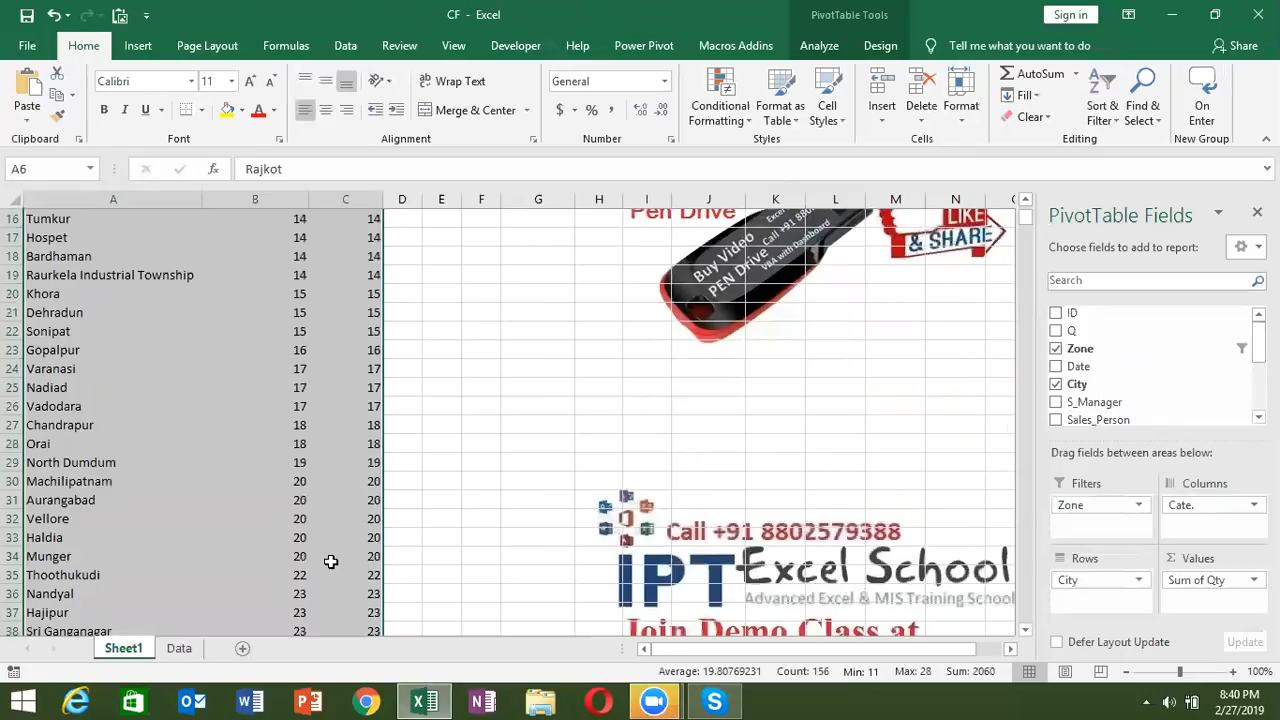 CF - Excel
PivotTable Tools
Sign in
File Home Insert Page Layout Formulas Data Review View Developer Help Power Pivot Macros Addins Analyze Design Tell me what you want to do Share
Paste
Calibri 11
Wrap Text
General
Conditional Formatting
Format as Table
Cell Styles
Insert
Delete
Format
AutoSum
Sort & Filter
Find & Select
On Enter
B I U
Merge & Center
$ % ,
Fill
Clear
Clipboard Font Alignment Number Styles Cells Editing New Group
A6 fx Rajkot
A B C D E F G H I J K L M N
16 Tumkur 14 14
17 Hospet 14 14
18 Bardhaman 14 14
19 Raurkela Industrial Township 14 14
20 Khora 15 15
21 Dehradun 15 15
22 Sonipat 15 15
23 Gopalpur 16 16
24 Varanasi 17 17
25 Nadiad 17 17
26 Vadodara 17 17
27 Chandrapur 18 18
28 Orai 18 18
29 North Dumdum 19 19
30 Machilipatnam 20 20
31 Aurangabad 20 20
32 Vellore 20 20
33 Haldia 20 20
34 Munger 20 20
35 Thoothukudi 22 22
36 Nandyal 23 23
37 Hajipur 23 23
38 Sri Ganganagar 23 23
Pen Drive
Buy Video
PEN Drive
Call +91 88
VBA with Dashboard
LIKE
& SHARE
Call +91 8802579388
IPT Excel School
Advanced Excel & MIS Training School
Join Demo Class at
PivotTable Fields
Choose fields to add to report:
Search
ID
Q
Zone
Date
City
S_Manager
Sales_Person
Drag fields between areas below:
Filters Columns
Zone Cate.
Rows Values
City Sum of Qty
Defer Layout Update Update
Sheet1 Data
Average: 19.80769231 Count: 156 Min: 11 Max: 28 Sum: 2060 100%
8:40 PM
2/27/2019